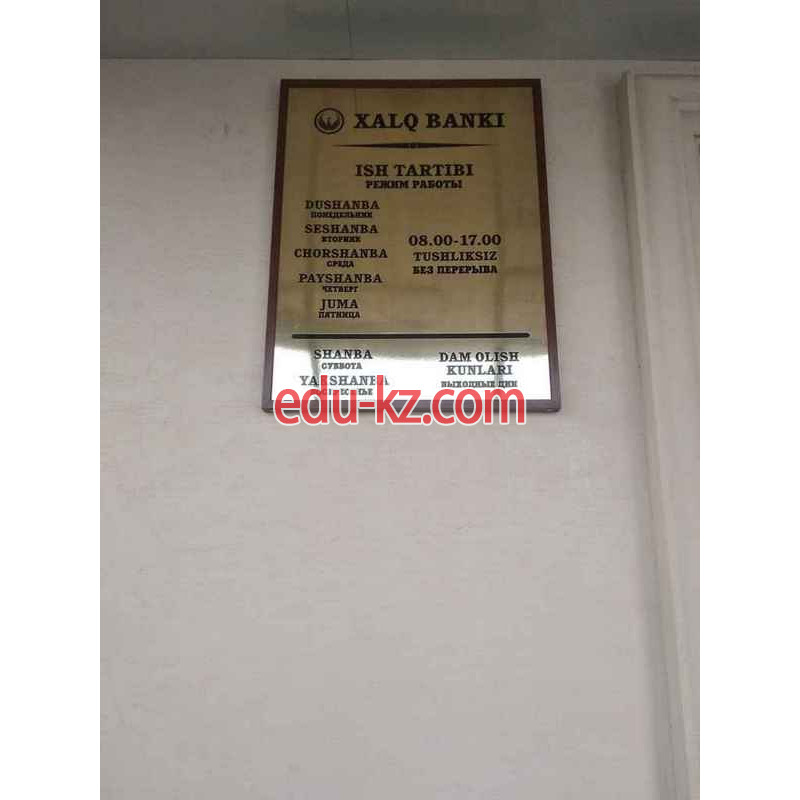 XALQ BANKI
ISH TARTIBI
РЕЖИМ РАБОТЫ
DUSHANBA
ПОНЕДЕЛЬНИК
SESHANBA
ВТОРНИК
CHORSHANBA
СРЕДА
PAYSHANBA
ЧЕТВЕРГ
JUMA
ПЯТНИЦА
08.00-17.00
TUSHLIKSIZ
БЕЗ ПЕРЕРЫВА
SHANBA
СУББОТА
YAKSHANBA
DAM OLISH
KUNLARI
ВЫХОДНЫЕ ДНИ
edu-kz.com